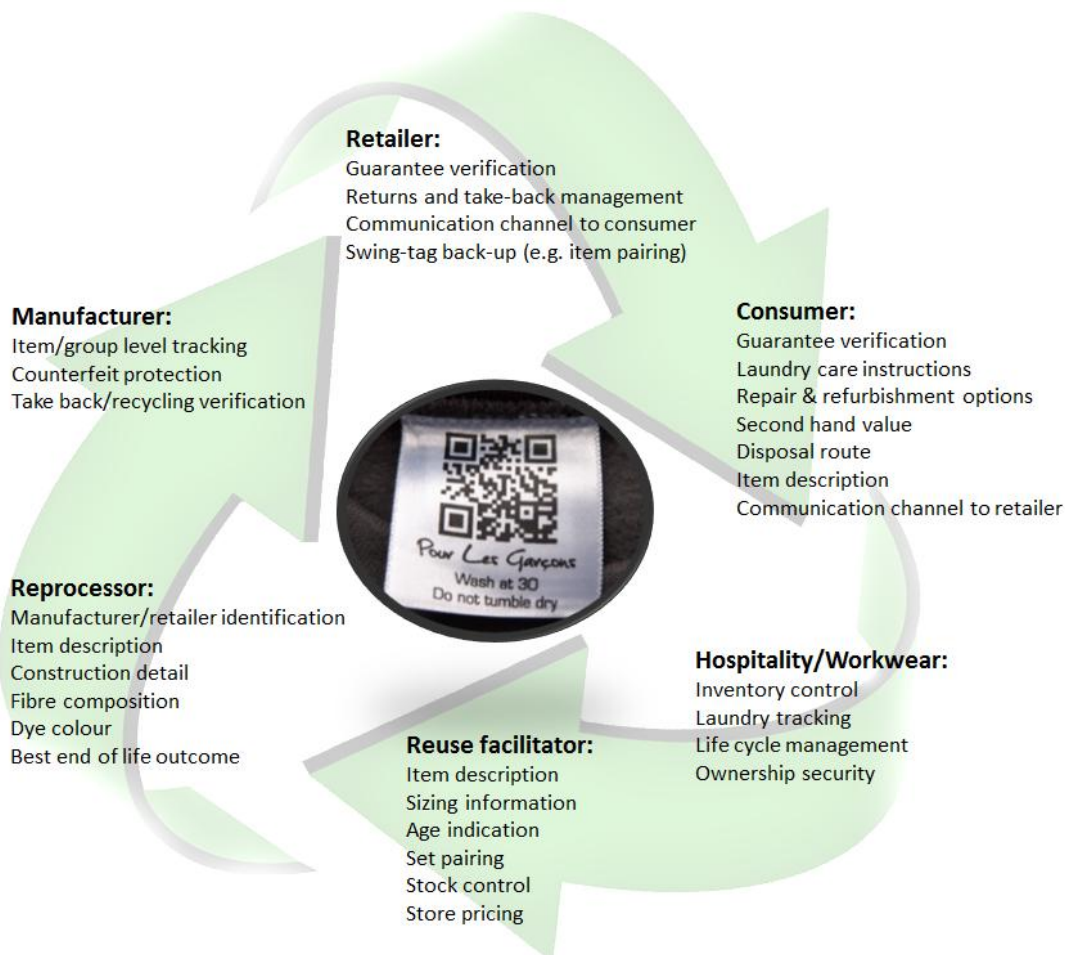 Retailer:
Guarantee verification
Returns and take-back management
Communication channel to consumer
Swing-tag back-up (e.g. item pairing)
Manufacturer:
Item/group level tracking
Counterfeit protection
Take back/recycling verification
Consumer:
Guarantee verification
Laundry care instructions
Repair & refurbishment options
Second hand value
Disposal route
Item description
Communication channel to retailer
Pour Les Garçons
Wash at 30
Do not tumble dry
Reprocessor:
Manufacturer/retailer identification
Item description
Construction detail
Fibre composition
Dye colour
Best end of life outcome
Hospitality/Workwear:
Inventory control
Laundry tracking
Life cycle management
Ownership security
Reuse facilitator:
Item description
Sizing information
Age indication
Set pairing
Stock control
Store pricing